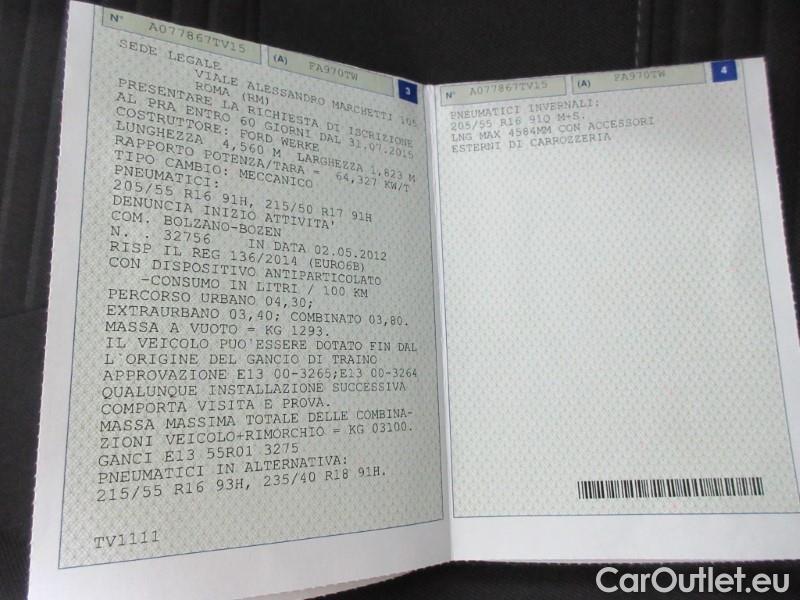 N° A077867TV15
(A) FA970TW
3
SEDE LEGALE
VIALE ALESSANDRO MARCHETTI 105
ROMA (RM)
PRESENTARE LA RICHIESTA DI ISCRIZIONE
AL PRA ENTRO 60 GIORNI DAL 31.07.2015
COSTRUTTORE: FORD WERKE
LUNGHEZZA 4,560 M LARGHEZZA 1,823 M
RAPPORTO POTENZA/TARA = 64,327 KW/T
TIPO CAMBIO: MECCANICO
PNEUMATICI:
205/55 R16 91H, 215/50 R17 91H
DENUNCIA INIZIO ATTIVITA'
COM. BOLZANO-BOZEN
N. : 32756 IN DATA 02.05.2012
RISP IL REG 136/2014 (EURO6B)
CON DISPOSITIVO ANTIPARTICOLATO
-CONSUMO IN LITRI / 100 KM
PERCORSO URBANO 04,30;
EXTRAURBANO 03,40; COMBINATO 03,80.
MASSA A VUOTO = KG 1293.
IL VEICOLO PUO'ESSERE DOTATO FIN DAL
L'ORIGINE DEL GANCIO DI TRAINO
APPROVAZIONE E13 00-3265;E13 00-3264
QUALUNQUE INSTALLAZIONE SUCCESSIVA
COMPORTA VISITA E PROVA.
MASSA MASSIMA TOTALE DELLE COMBINA-
ZIONI VEICOLO+RIMORCHIO = KG 03100.
GANCI E13 55R01 3275
PNEUMATICI IN ALTERNATIVA:
215/55 R16 93H, 235/40 R18 91H.
TV1111
N° A077867TV15
(A) FA970TW
4
PNEUMATICI INVERNALI:
205/55 R16 91Q M+S.
LNG MAX 4584MM CON ACCESSORI
ESTERNI DI CARROZZERIA
CarOutlet.eu